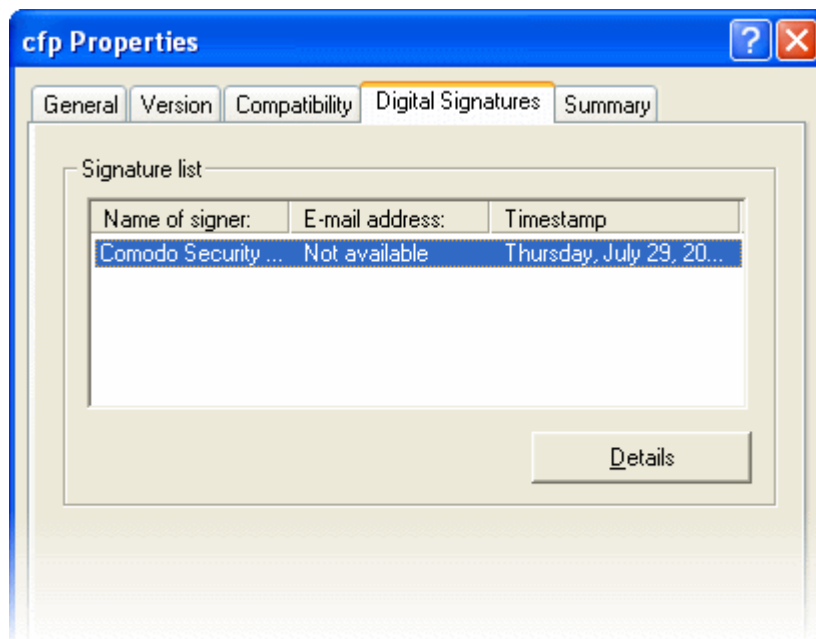 cfp Properties
General Version Compatibility Digital Signatures Summary
Signature list
Name of signer: E-mail address: Timestamp
Comodo Security ... Not available Thursday, July 29, 20...
Details